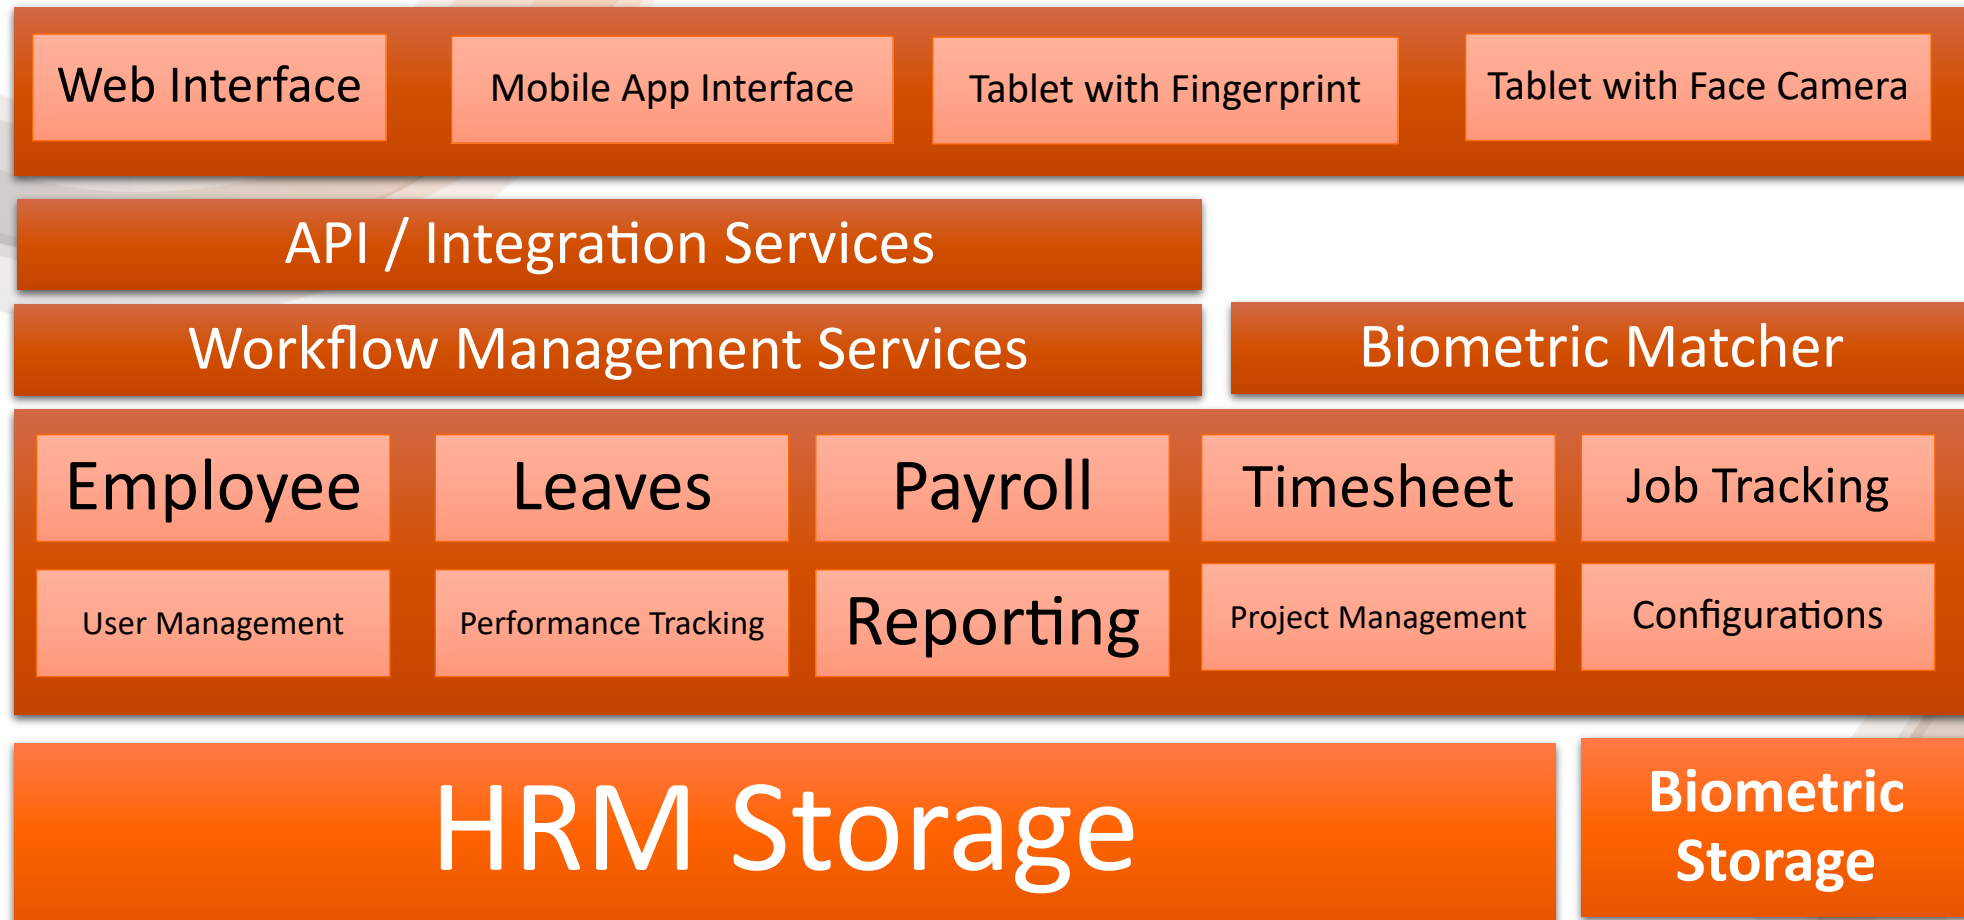 Web Interface
Mobile App Interface
Tablet with Fingerprint
Tablet with Face Camera
API / Integration Services
Workflow Management Services
Biometric Matcher
Employee
Leaves
Payroll
Timesheet
Job Tracking
User Management
Performance Tracking
Reporting
Project Management
Configurations
HRM Storage
Biometric
Storage